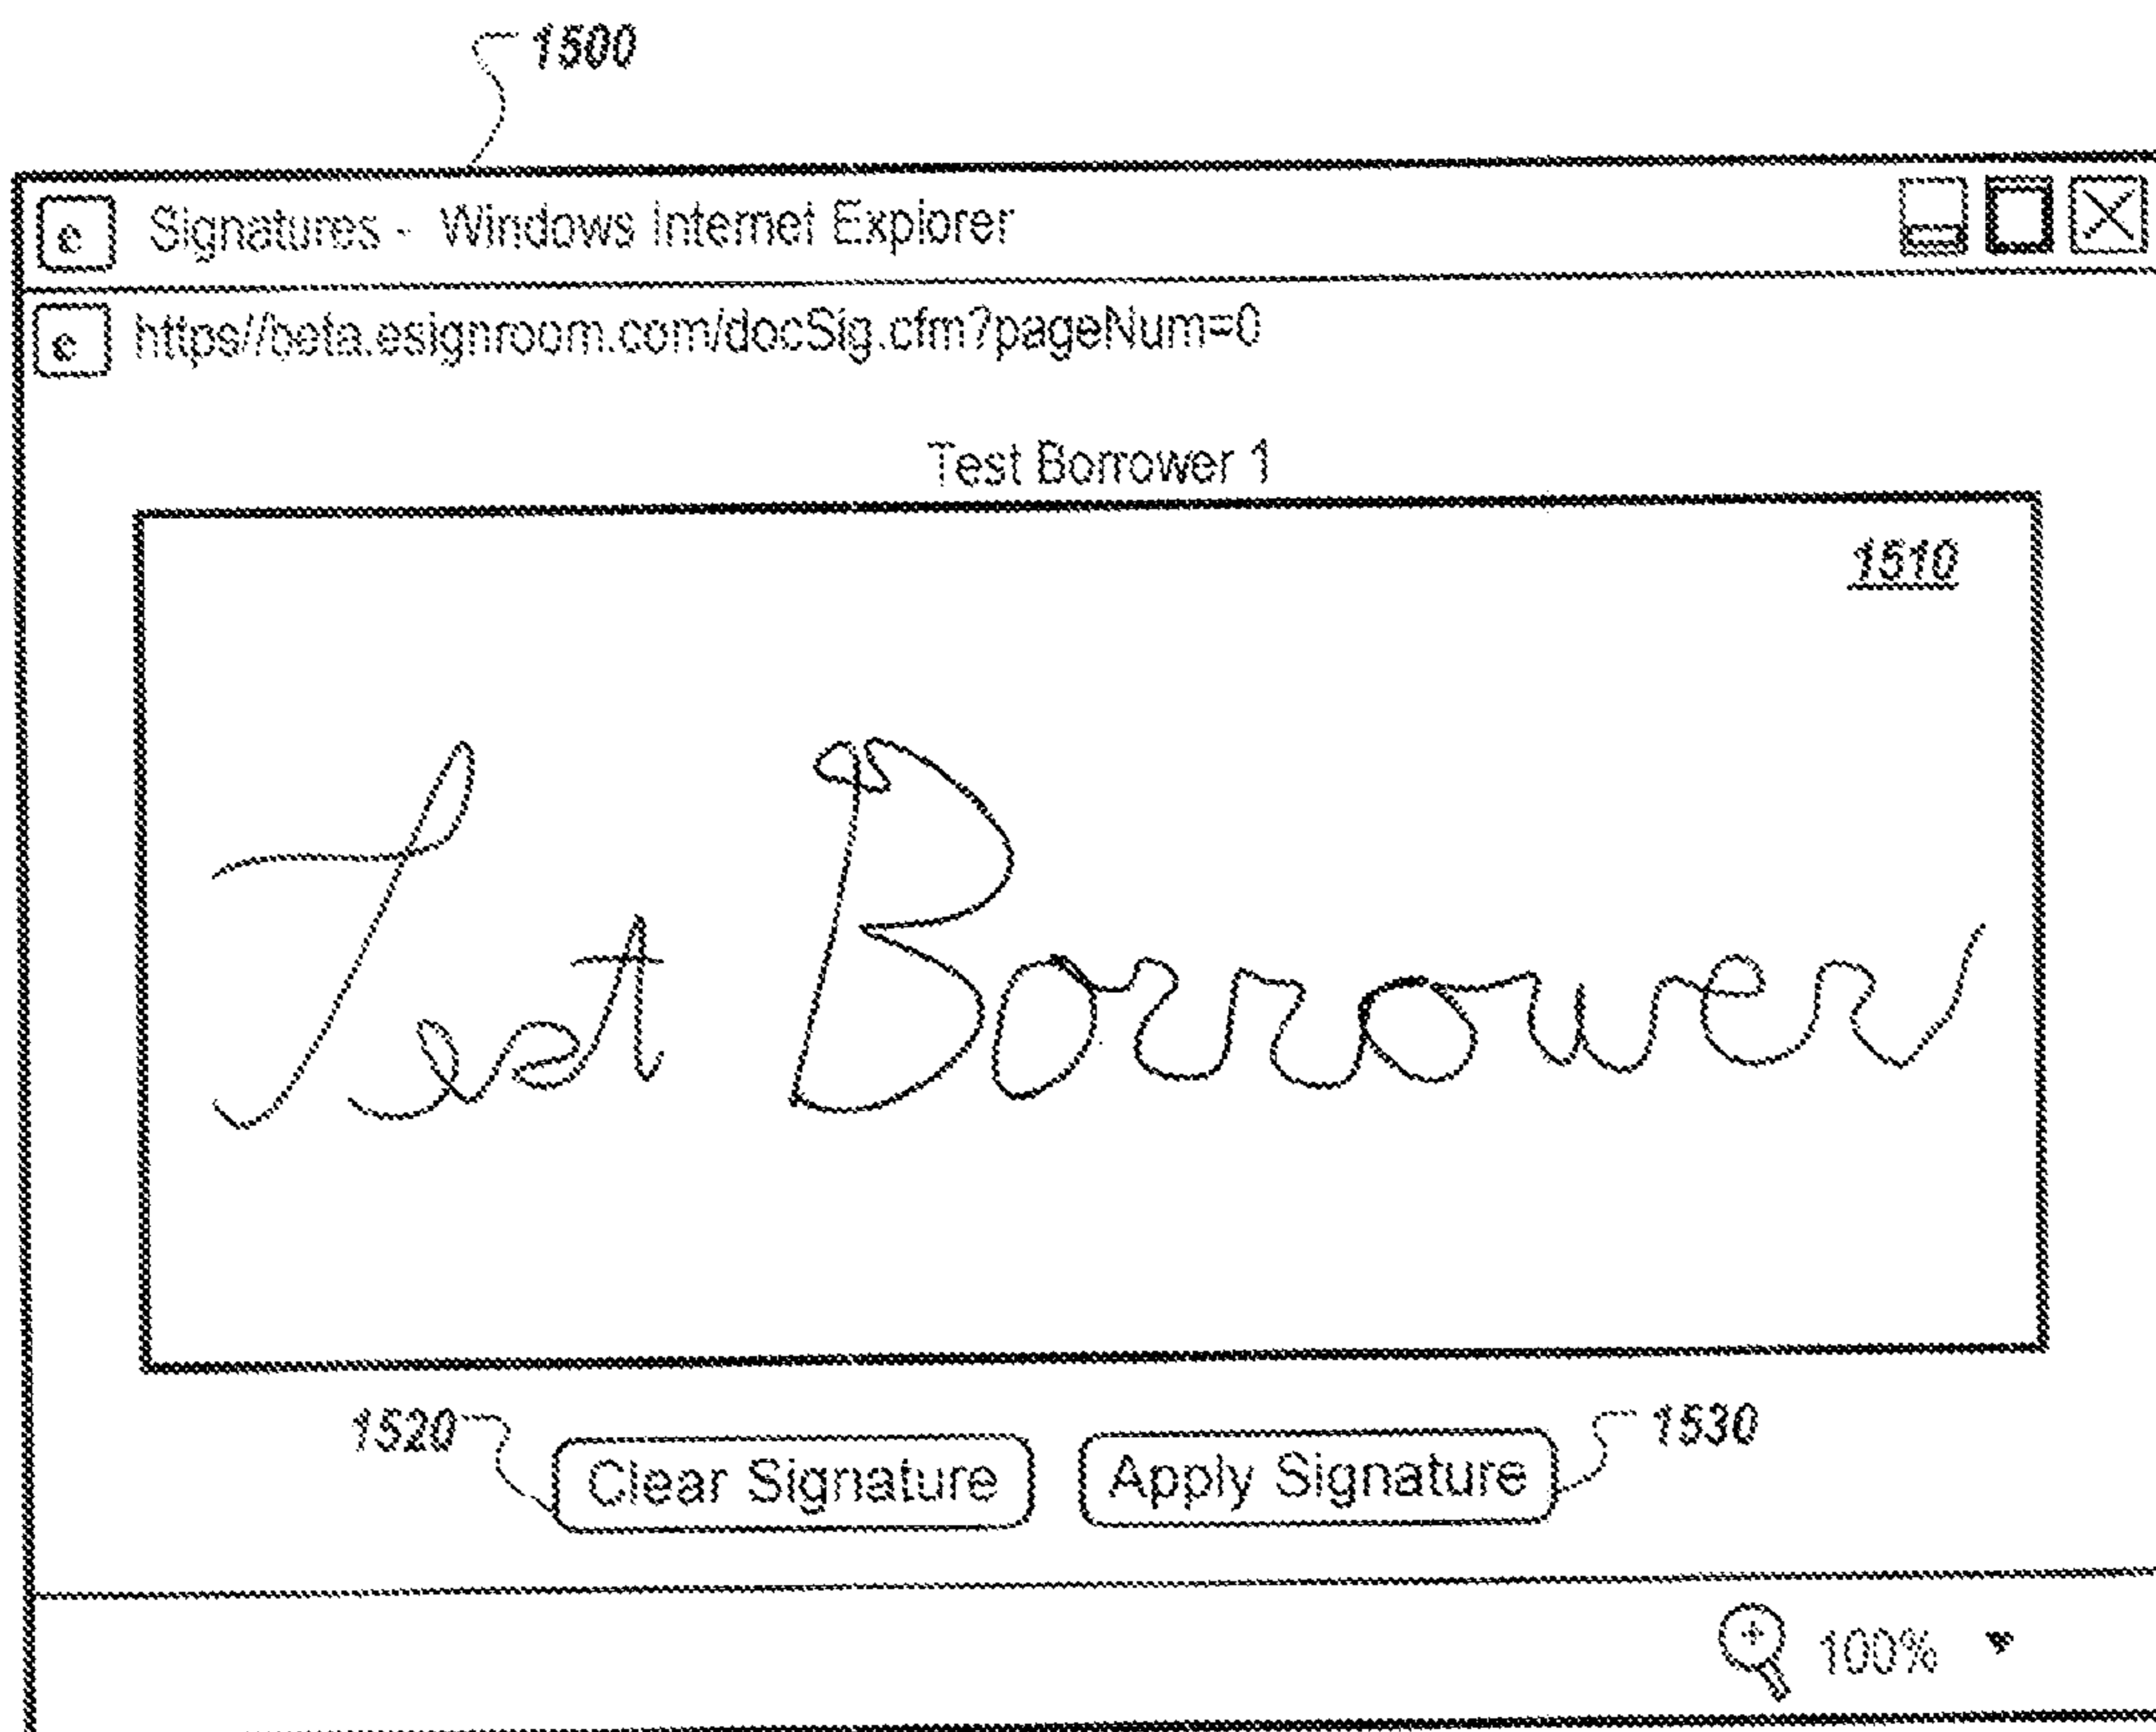 1500
e Signatures - Windows Internet Explorer
e https//beta.esignroom.com/docSig.cfm?pageNum=0
Test Borrower 1
1510
Test Borrower
1520 Clear Signature Apply Signature 1530
100%